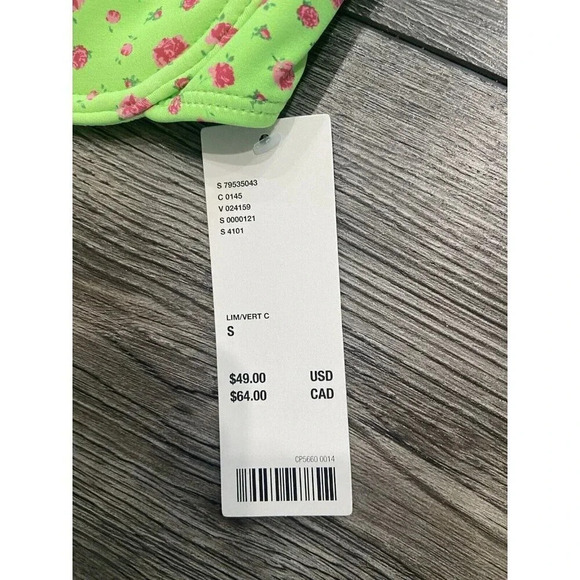 S 79535043
C 0145
V 024159
S 0000121
S 4101
LIM/VERT C
S
$49.00 USD
$64.00 CAD
CP5660 0014